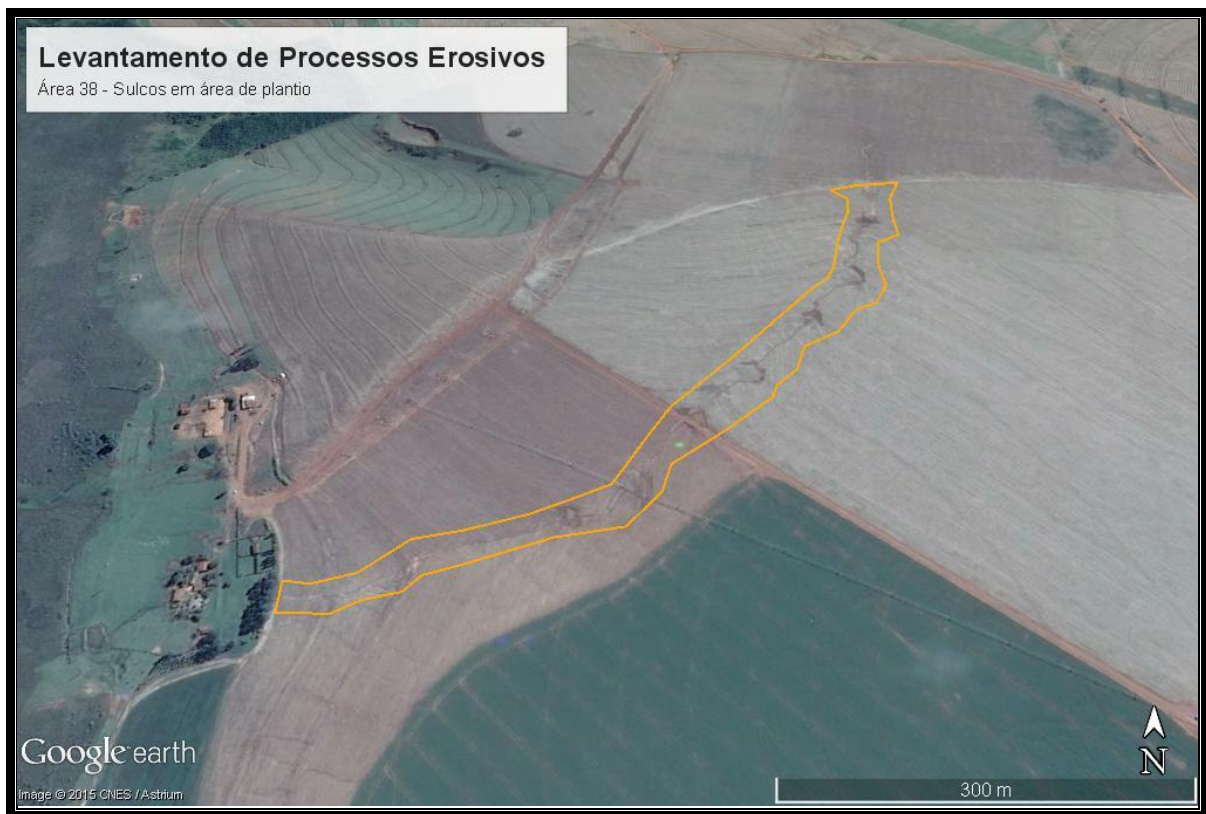 Levantamento de Processos Erosivos
Área 38 - Sulcos em área de plantio
Google earth
Image © 2015 CNES / Astrium
N
300 m